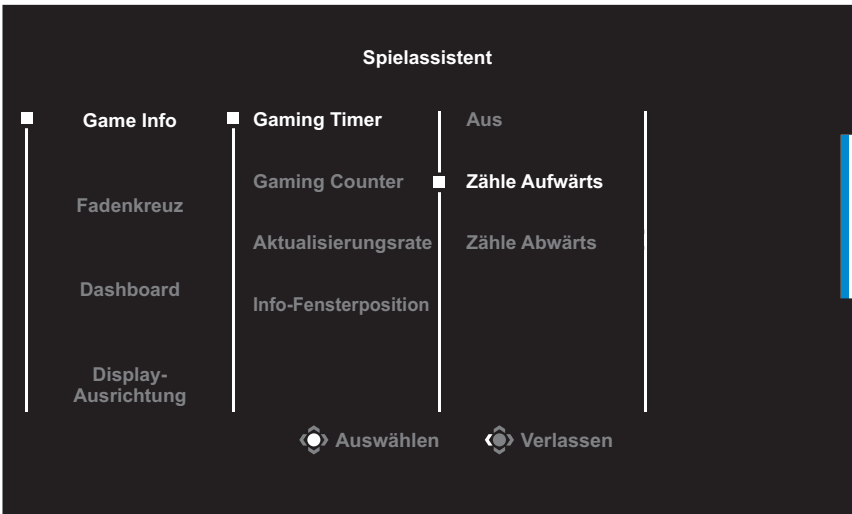 Spielassistent
Game Info
Fadenkreuz
Dashboard
Display-
Ausrichtung
Gaming Timer
Gaming Counter
Aktualisierungsrate
Info-Fensterposition
Aus
Zähle Aufwärts
Zähle Abwärts
Auswählen
Verlassen